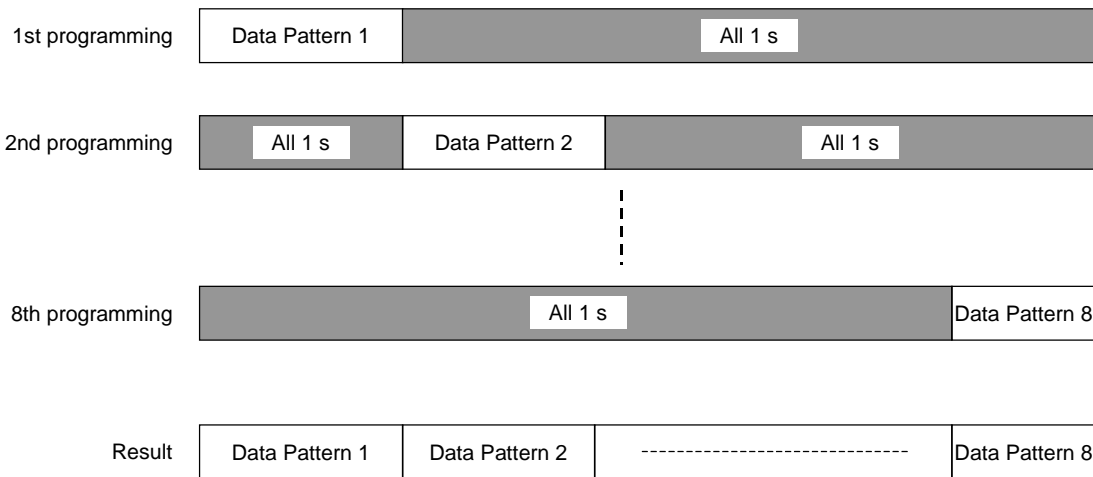 1st programming Data Pattern 1 All 1 s
2nd programming All 1 s Data Pattern 2 All 1 s
8th programming All 1 s Data Pattern 8
Result Data Pattern 1 Data Pattern 2 Data Pattern 8